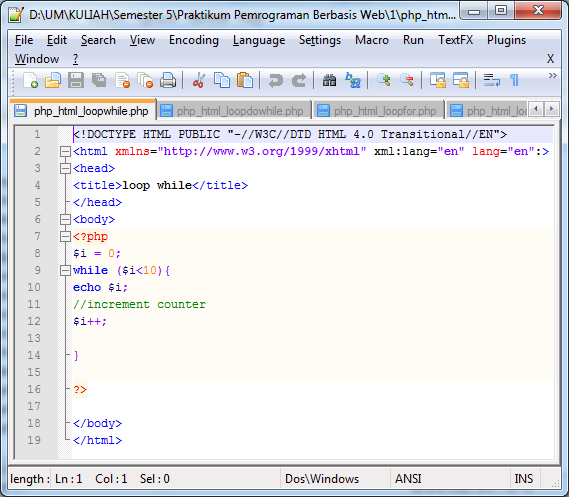 D:\UM\KULIAH\Semester 5\Praktikum Pemrograman Berbasis Web\1\php_htm...
File Edit Search View Encoding Language Settings Macro Run TextFX Plugins
Window ? X
php_html_loopwhile.php php_html_loopdowhile.php php_html_loopfor.php php_html_loo
1 <!DOCTYPE HTML PUBLIC "-//W3C//DTD HTML 4.0 Transitional//EN">
2 <html xmlns="http://www.w3.org/1999/xhtml" xml:lang="en" lang="en":>
3 <head>
4 <title>loop while</title>
5 </head>
6 <body>
7 <?php
8 $i = 0;
9 while ($i<10){
10 echo $i;
11 //increment counter
12 $i++;
13
14 }
15
16 ?>
17
18 </body>
19 </html>
length: Ln:1 Col:1 Sel:0 Dos\Windows ANSI INS